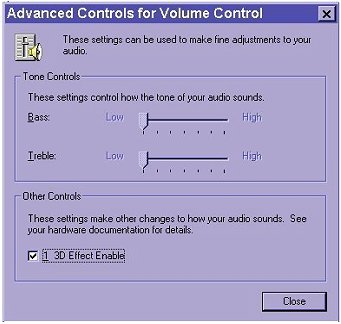 Advanced Controls for Volume Control
These settings can be used to make fine adjustments to your
audio.
Tone Controls
These settings control how the tone of your audio sounds.
Bass: Low High
Treble: Low High
Other Controls
These settings make other changes to how your audio sounds. See
your hardware documentation for details.
1 3D Effect Enable
Close